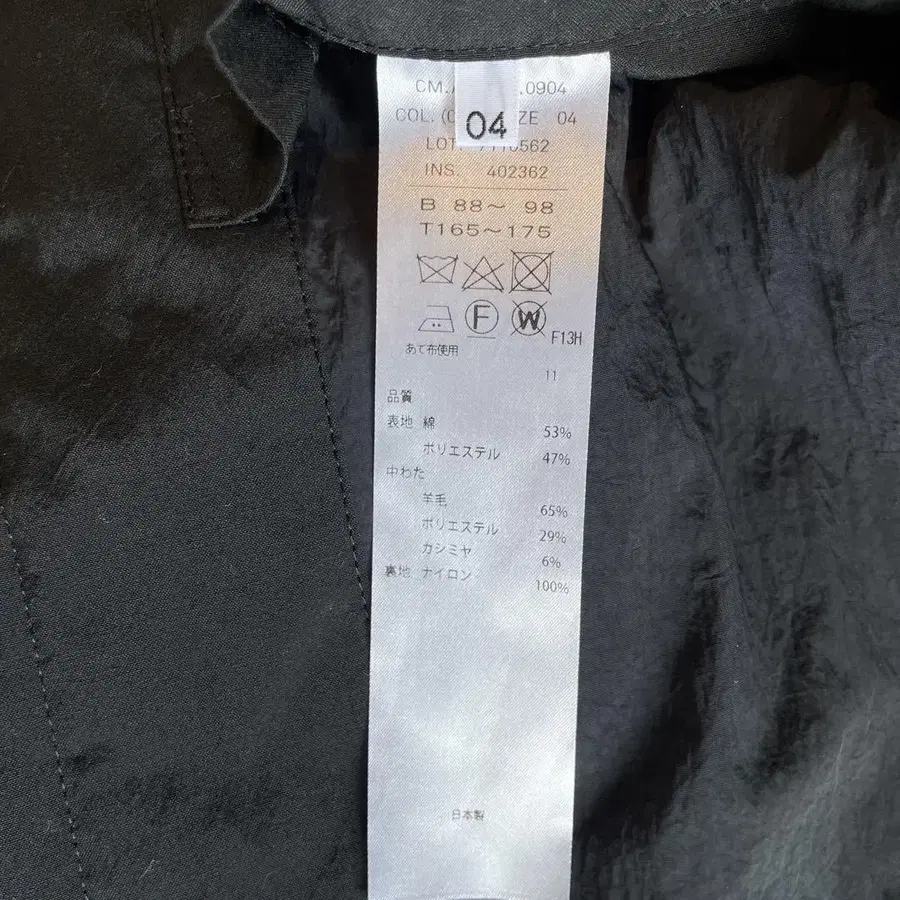 CM. .0904
04
COL. ZE 04
LOT 562
INS. 402362
B 88～ 98
T165～175
F W F13H
あて布使用
11
品質
表地 綿 53%
ポリエステル 47%
中わた
羊毛 65%
ポリエステル 29%
カシミヤ 6%
裏地 ナイロン 100%
日本製